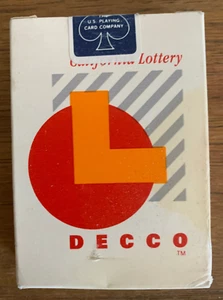 U.S. PLAYING
CARD COMPANY
California Lottery
DECCO
TM